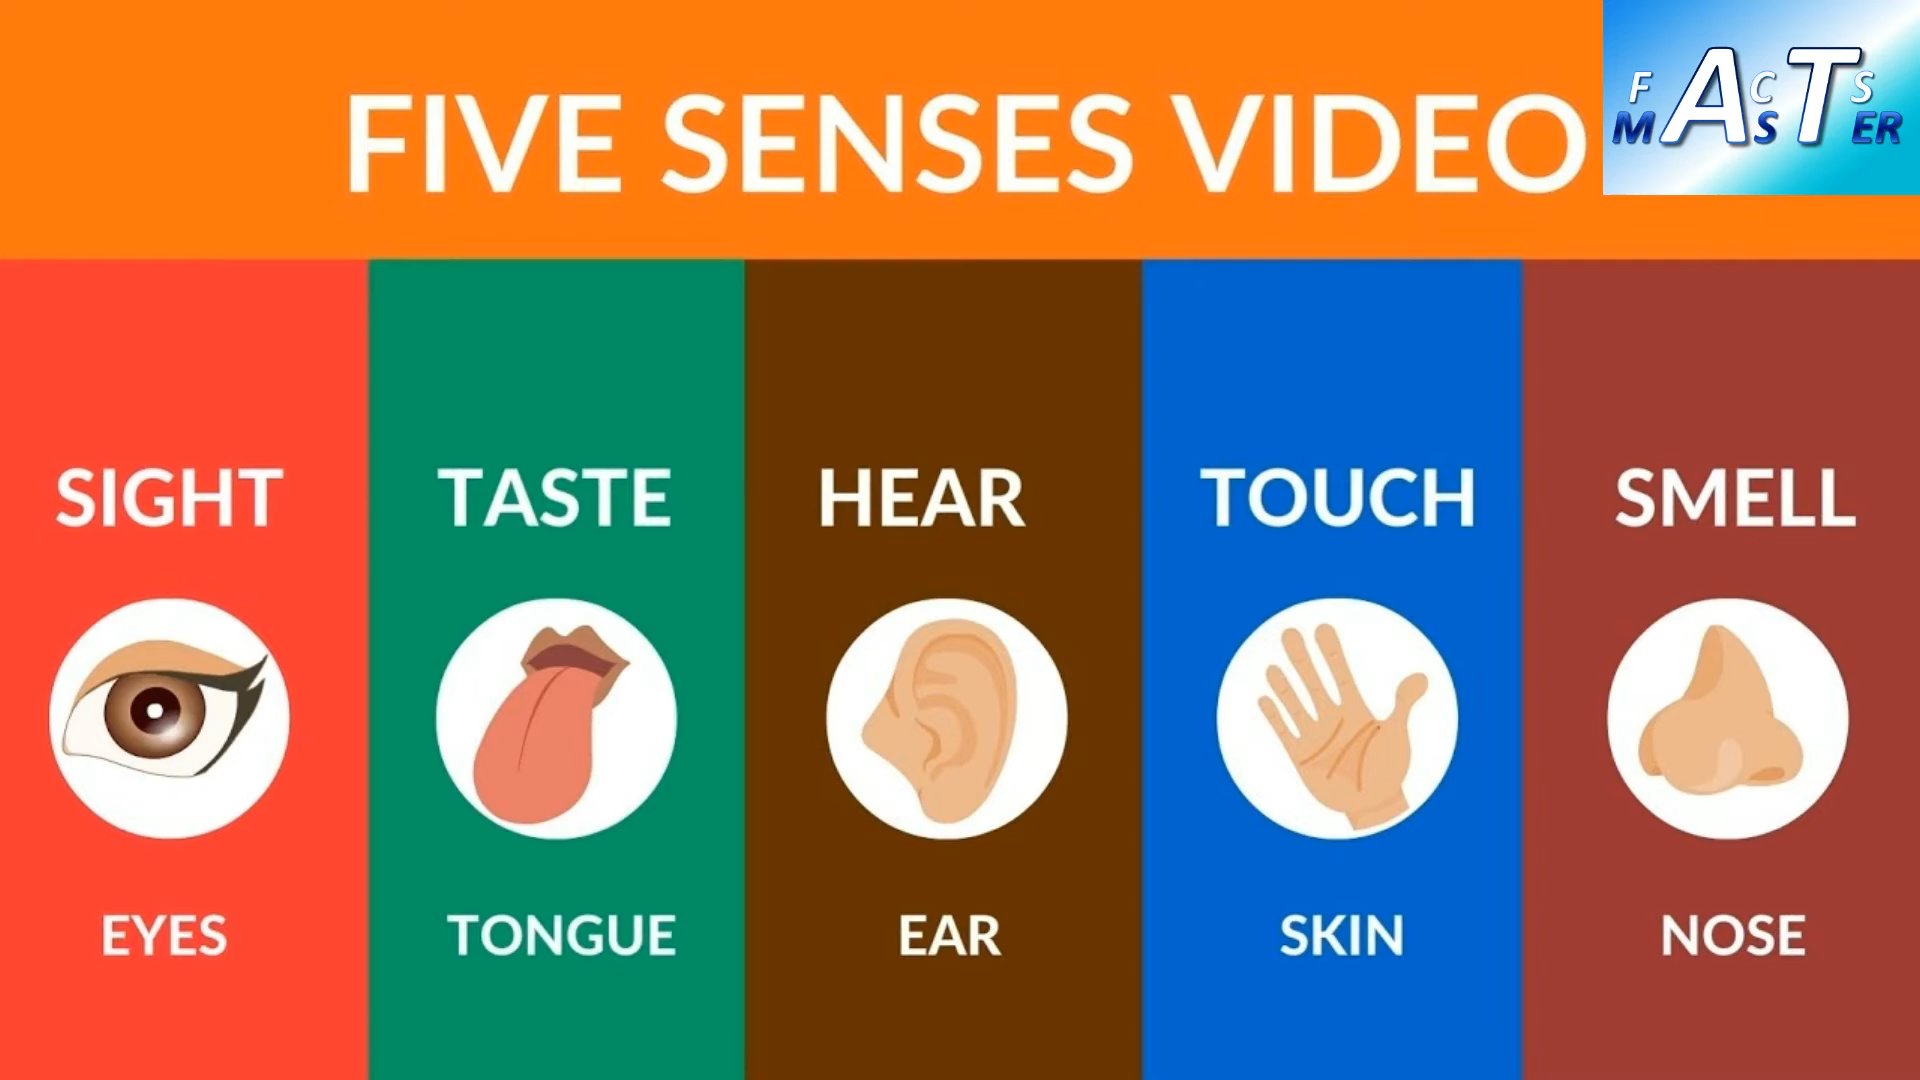 FIVE SENSES VIDEO
FACTS
MASTER
SIGHT
TASTE
HEAR
TOUCH
SMELL
EYES
TONGUE
EAR
SKIN
NOSE